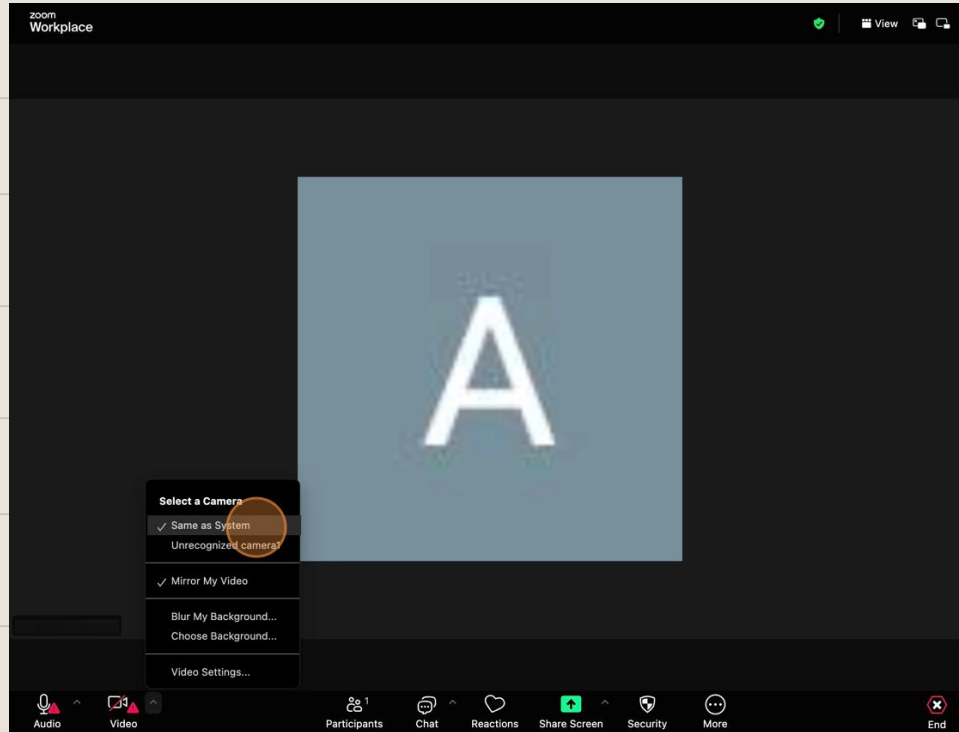 zoom
Workplace
View
A
Select a Camera
✓ Same as System
Unrecognized camera?
✓ Mirror My Video
Blur My Background...
Choose Background...
Video Settings...
Audio
Video
Participants
1
Chat
Reactions
Share Screen
Security
More
End